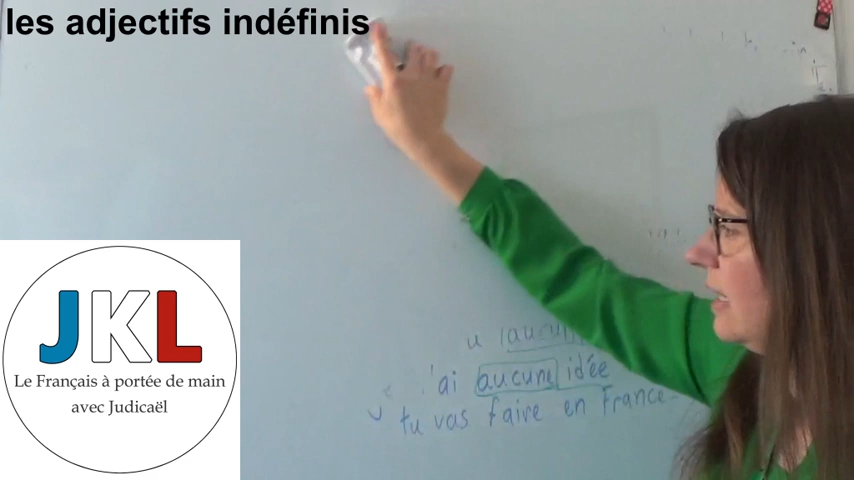 les adjectifs indéfinis
JKL
Le Français à portée de main
avec Judicaël
j'ai aucune idée
tu vas faire en France